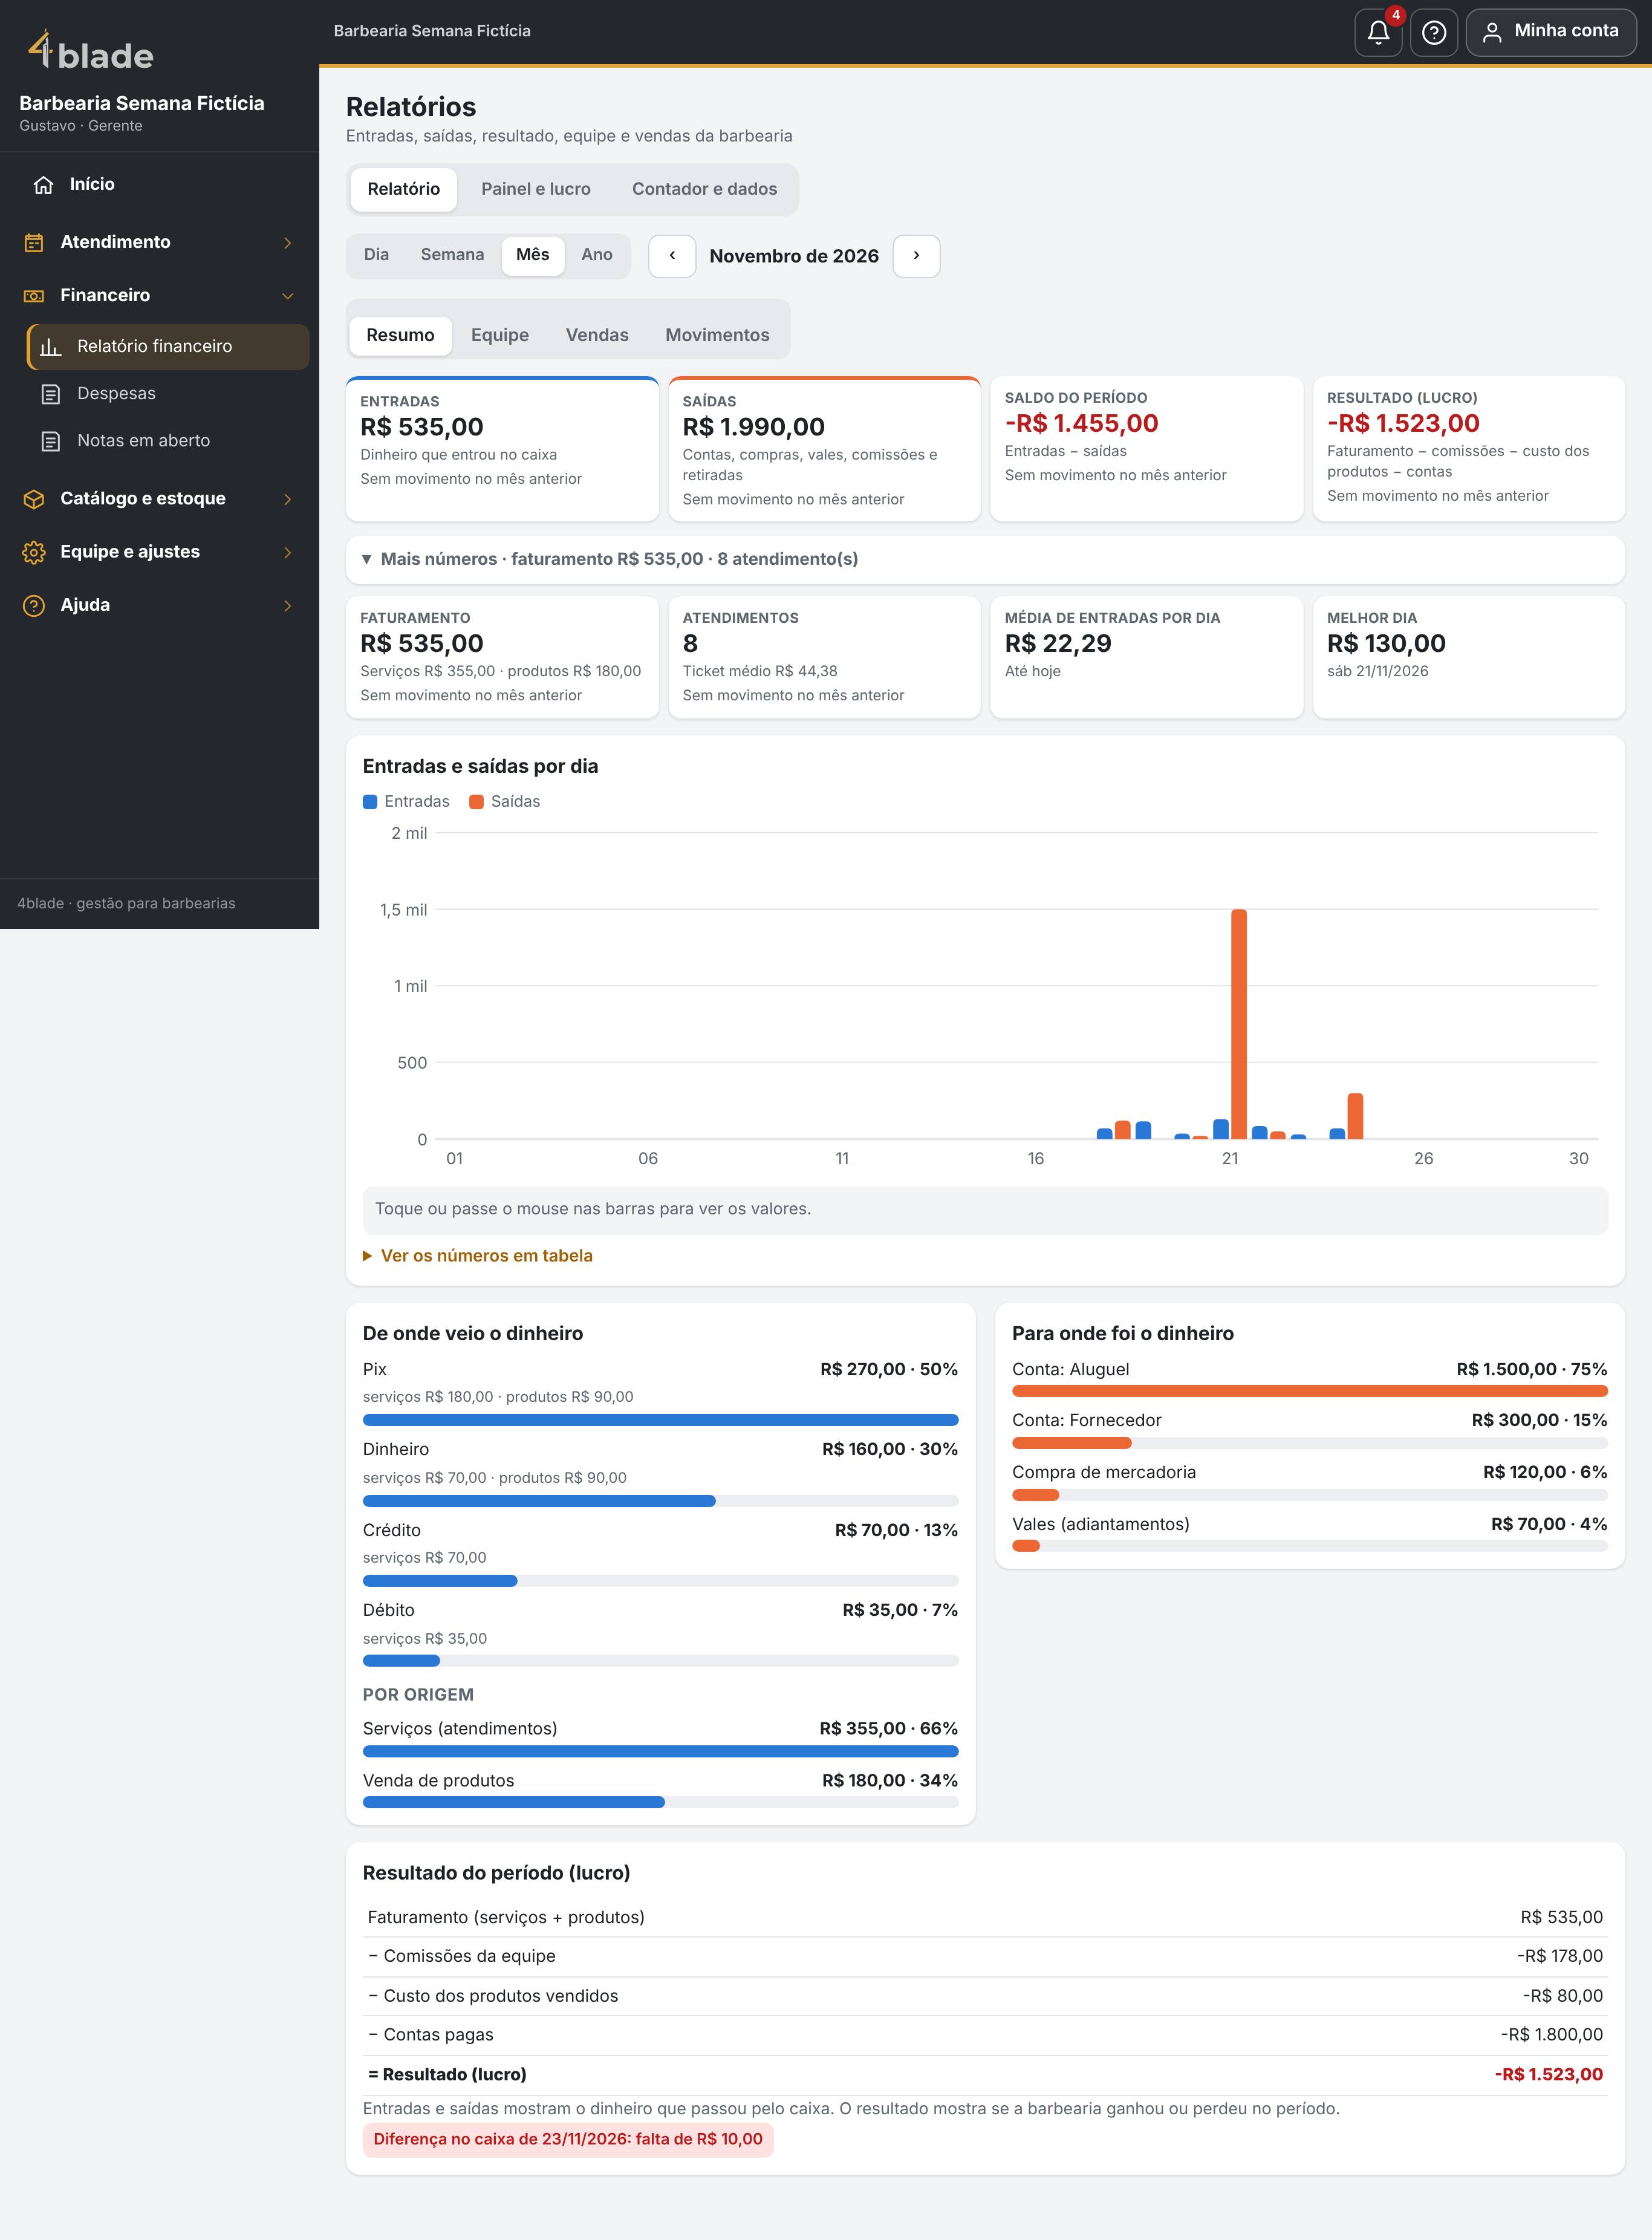 4blade
Barbearia Semana Fictícia
4
Minha conta
Barbearia Semana Fictícia
Gustavo · Gerente
Início
Atendimento
Financeiro
Relatório financeiro
Despesas
Notas em aberto
Catálogo e estoque
Equipe e ajustes
Ajuda
4blade · gestão para barbearias
Relatórios
Entradas, saídas, resultado, equipe e vendas da barbearia
Relatório Painel e lucro Contador e dados
Dia Semana Mês Ano ‹ Novembro de 2026 ›
Resumo Equipe Vendas Movimentos
ENTRADAS
R$ 535,00
Dinheiro que entrou no caixa
Sem movimento no mês anterior
SAÍDAS
R$ 1.990,00
Contas, compras, vales, comissões e
retiradas
Sem movimento no mês anterior
SALDO DO PERÍODO
-R$ 1.455,00
Entradas − saídas
Sem movimento no mês anterior
RESULTADO (LUCRO)
-R$ 1.523,00
Faturamento − comissões − custo dos
produtos − contas
Sem movimento no mês anterior
▼ Mais números · faturamento R$ 535,00 · 8 atendimento(s)
FATURAMENTO
R$ 535,00
Serviços R$ 355,00 · produtos R$ 180,00
Sem movimento no mês anterior
ATENDIMENTOS
8
Ticket médio R$ 44,38
Sem movimento no mês anterior
MÉDIA DE ENTRADAS POR DIA
R$ 22,29
Até hoje
MELHOR DIA
R$ 130,00
sáb 21/11/2026
Entradas e saídas por dia
Entradas Saídas
2 mil
1,5 mil
1 mil
500
0
01 06 11 16 21 26 30
Toque ou passe o mouse nas barras para ver os valores.
▶ Ver os números em tabela
De onde veio o dinheiro
Pix R$ 270,00 · 50%
serviços R$ 180,00 · produtos R$ 90,00
Dinheiro R$ 160,00 · 30%
serviços R$ 70,00 · produtos R$ 90,00
Crédito R$ 70,00 · 13%
serviços R$ 70,00
Débito R$ 35,00 · 7%
serviços R$ 35,00
POR ORIGEM
Serviços (atendimentos) R$ 355,00 · 66%
Venda de produtos R$ 180,00 · 34%
Para onde foi o dinheiro
Conta: Aluguel R$ 1.500,00 · 75%
Conta: Fornecedor R$ 300,00 · 15%
Compra de mercadoria R$ 120,00 · 6%
Vales (adiantamentos) R$ 70,00 · 4%
Resultado do período (lucro)
Faturamento (serviços + produtos) R$ 535,00
− Comissões da equipe -R$ 178,00
− Custo dos produtos vendidos -R$ 80,00
− Contas pagas -R$ 1.800,00
= Resultado (lucro) -R$ 1.523,00
Entradas e saídas mostram o dinheiro que passou pelo caixa. O resultado mostra se a barbearia ganhou ou perdeu no período.
Diferença no caixa de 23/11/2026: falta de R$ 10,00